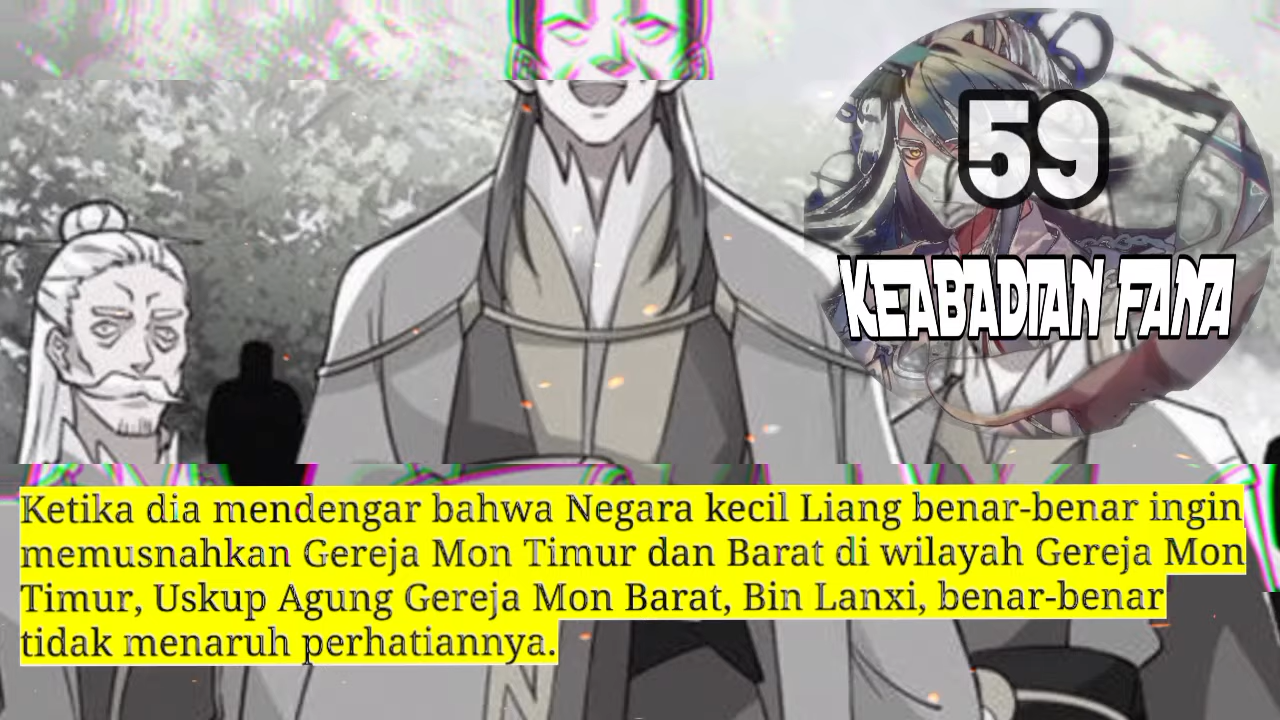 59
KEABADIAN FANA
Ketika dia mendengar bahwa Negara kecil Liang benar-benar ingin
memusnahkan Gereja Mon Timur dan Barat di wilayah Gereja Mon
Timur, Uskup Agung Gereja Mon Barat, Bin Lanxi, benar-benar
tidak menaruh perhatiannya.